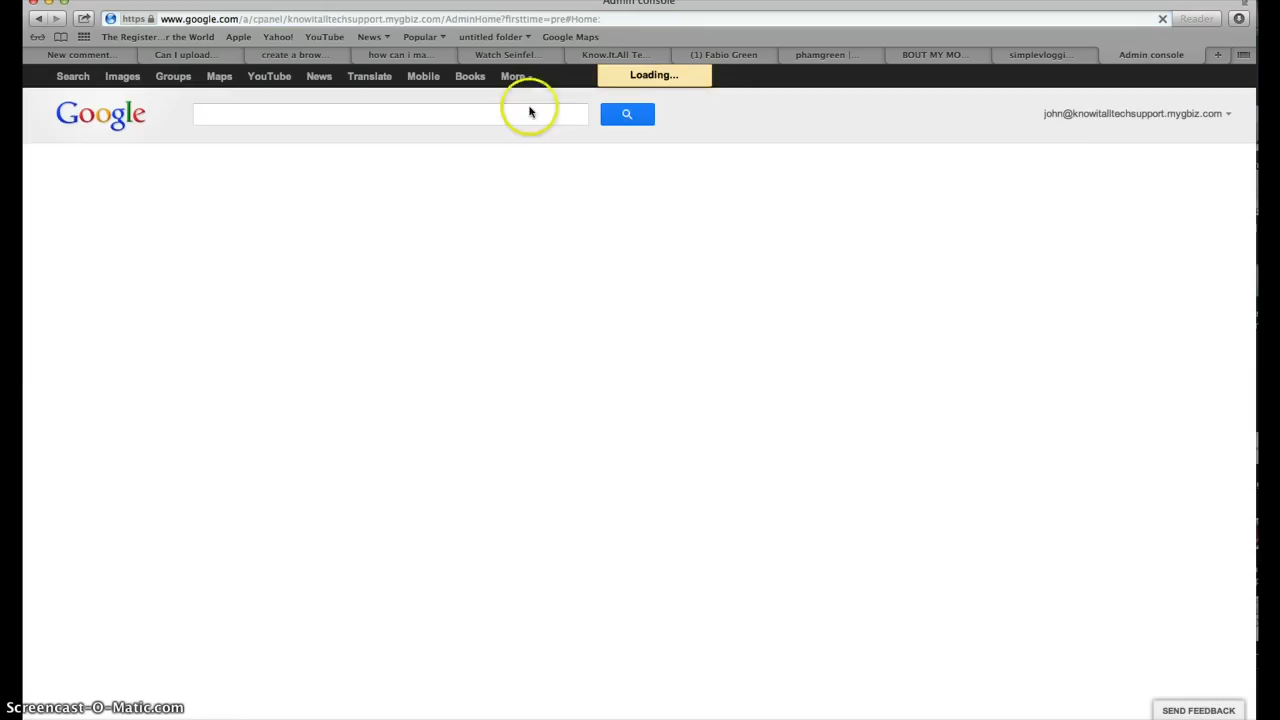 Admin console
https www.google.com/a/cpanel/knowitalltechsupport.mygbiz.com/AdminHome?firsttime=pre#Home: Reader
The Register...r the World Apple Yahoo! YouTube News Popular untitled folder Google Maps
New comment... Can I upload... create a brow... how can i ma... Watch Seinfel... Know.It.All Te... (1) Fabio Green phamgreen |... BOUT MY MO... simplevloggi... Admin console +
Search Images Groups Maps YouTube News Translate Mobile Books More Loading...
Google john@knowitalltechsupport.mygbiz.com
SEND FEEDBACK
Screencast-O-Matic.com